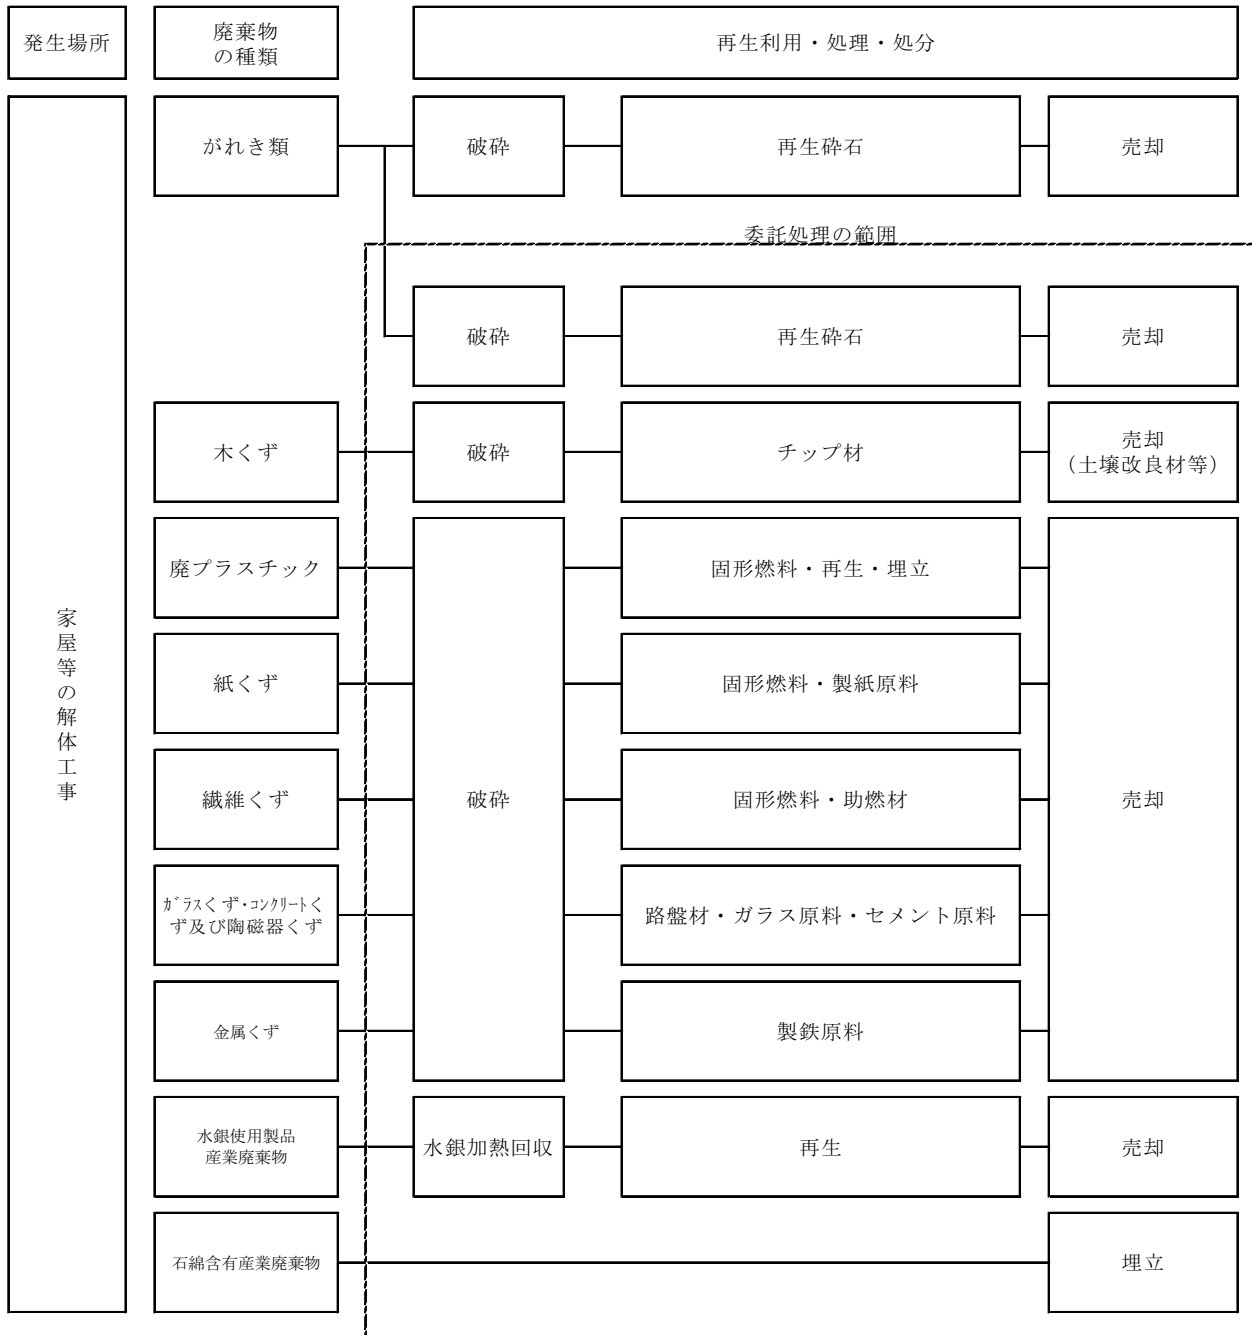 発生場所
廃棄物
の種類
再生利用・処理・処分
がれき類
破砕
再生砕石
売却
委託処理の範囲
破砕
再生砕石
売却
木くず
破砕
チップ材
売却
（土壌改良材等）
家屋等の解体工事
廃プラスチック
固形燃料・再生・埋立
紙くず
固形燃料・製紙原料
繊維くず
破砕
固形燃料・助燃材
売却
ｶﾞﾗｽくず・ｺﾝｸﾘｰﾄく
ず及び陶磁器くず
路盤材・ガラス原料・セメント原料
金属くず
製鉄原料
水銀使用製品
産業廃棄物
水銀加熱回収
再生
売却
石綿含有産業廃棄物
埋立